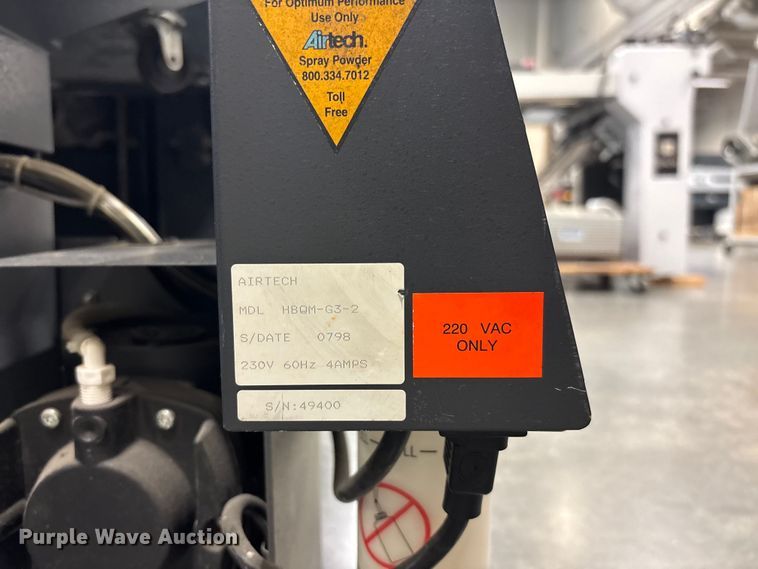 For Optimum Performance
Use Only
Airtech.
Spray Powder
800.334.7012
Toll
Free
AIRTECH
MDL HBQM-G3-2
S/DATE 0798
230V 60Hz 4AMPS
S/N:49400
220 VAC
ONLY
Purple Wave Auction